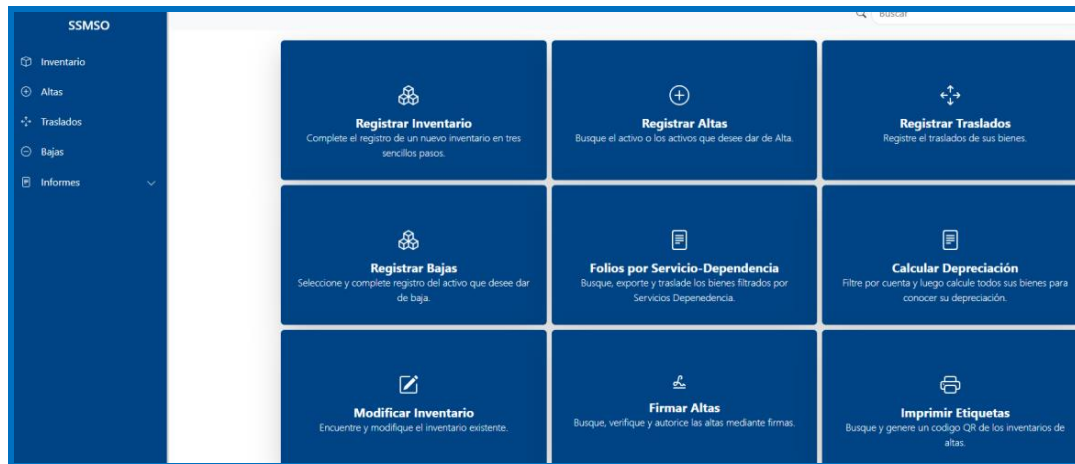 SSMSO
Buscar
Inventario
Altas
Traslados
Bajas
Informes
Registrar Inventario
Complete el registro de un nuevo inventario en tres
sencillos pasos.
Registrar Altas
Busque el activo o los activos que desee dar de Alta.
Registrar Traslados
Registre el traslados de sus bienes.
Registrar Bajas
Seleccione y complete registro del activo que desee dar
de baja.
Folios por Servicio-Dependencia
Busque, exporte y traslade los bienes filtrados por
Servicios Depenedencia.
Calcular Depreciación
Filtre por cuenta y luego calcule todos sus bienes para
conocer su depreciación.
Modificar Inventario
Encuentre y modifique el inventario existente.
Firmar Altas
Busque, verifique y autorice las altas mediante firmas.
Imprimir Etiquetas
Busque y genere un codigo QR de los inventarios de
altas.